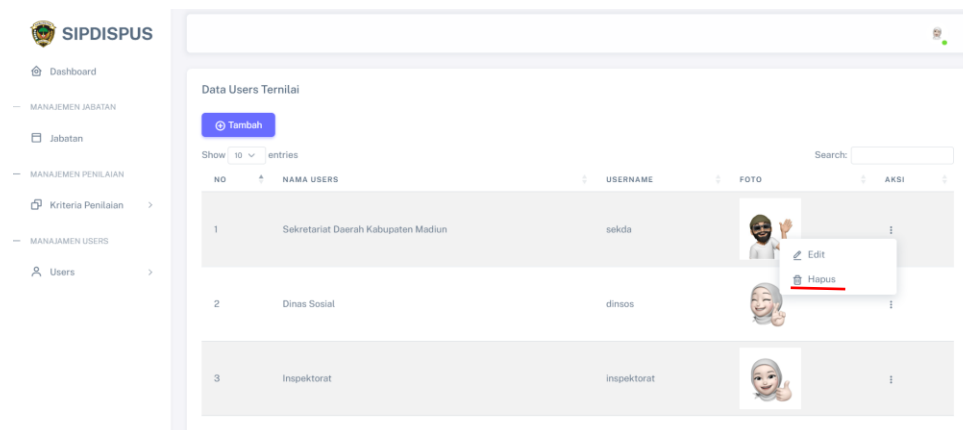 SIPDISPUS
Dashboard
MANAJEMEN JABATAN
Jabatan
MANAJEMEN PENILAIAN
Kriteria Penilaian
MANAJAMEN USERS
Users
Data Users Ternilai
Tambah
Show 10 entries
Search:
NO NAMA USERS USERNAME FOTO AKSI
1 Sekretariat Daerah Kabupaten Madiun sekda
Edit
Hapus
2 Dinas Sosial dinsos
3 Inspektorat inspektorat